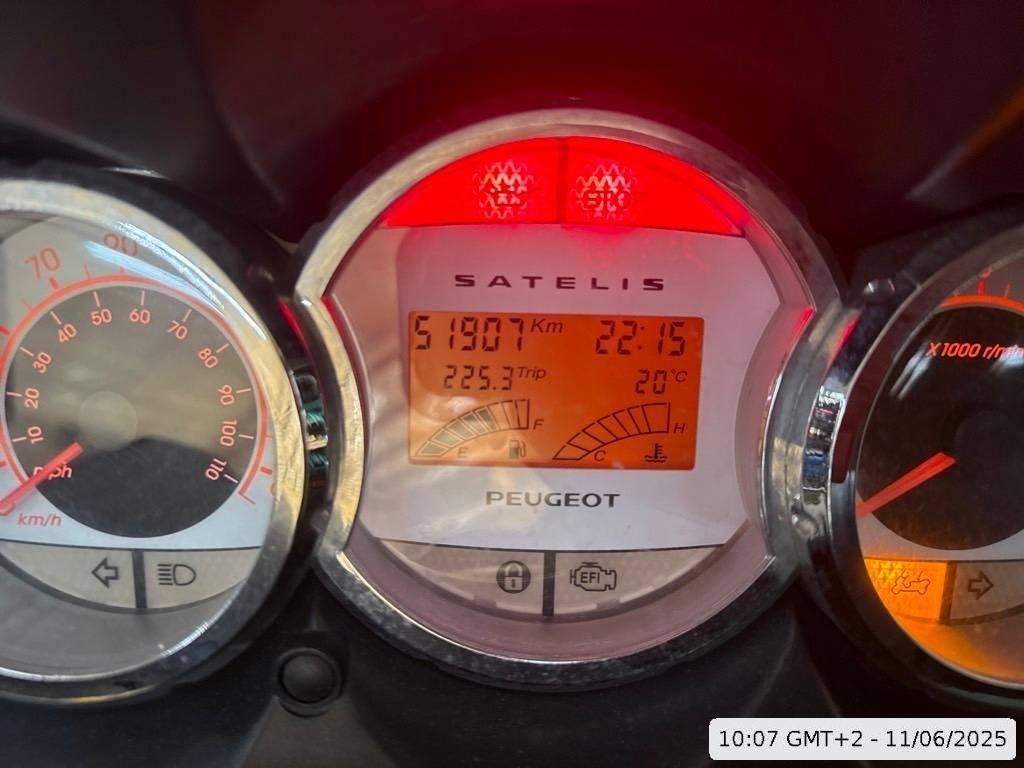 70 90
10 20 30 40 50 60 70 80 90 100 110
mph
km/h
SATELIS
51907 Km 22:15
225.3 Trip 20°C
E F C H
PEUGEOT
EFI
X1000 r/min
10:07 GMT+2 - 11/06/2025